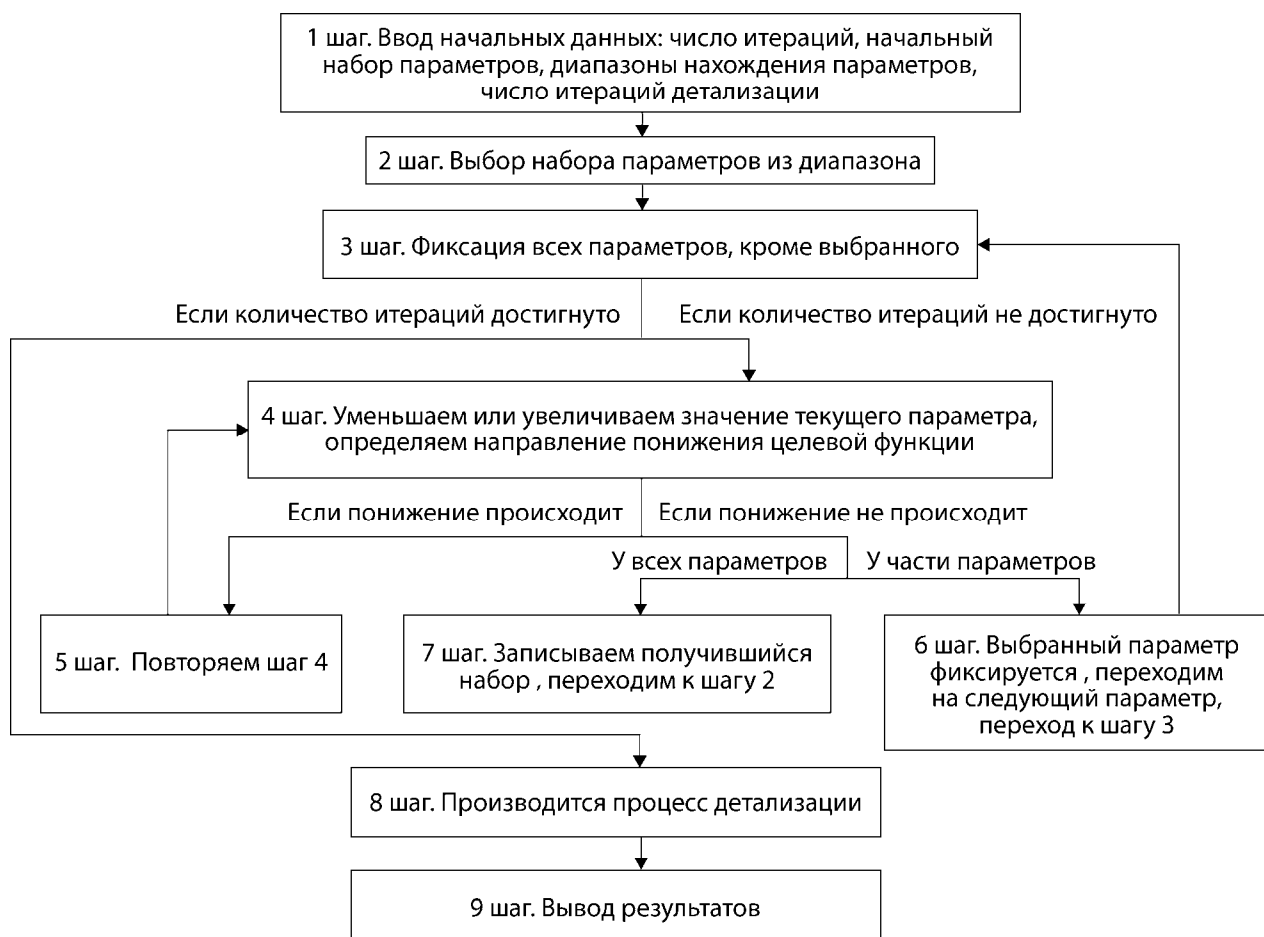 1 шаг. Ввод начальных данных: число итераций, начальный
набор параметров, диапазоны нахождения параметров,
число итераций детализации
2 шаг. Выбор набора параметров из диапазона
3 шаг. Фиксация всех параметров, кроме выбранного
Если количество итераций достигнуто
Если количество итераций не достигнуто
4 шаг. Уменьшаем или увеличиваем значение текущего параметра,
определяем направление понижения целевой функции
Если понижение происходит
Если понижение не происходит
У всех параметров
У части параметров
5 шаг. Повторяем шаг 4
7 шаг. Записываем получившийся
набор , переходим к шагу 2
6 шаг. Выбранный параметр
фиксируется , переходим
на следующий параметр,
переход к шагу 3
8 шаг. Производится процесс детализации
9 шаг. Вывод результатов